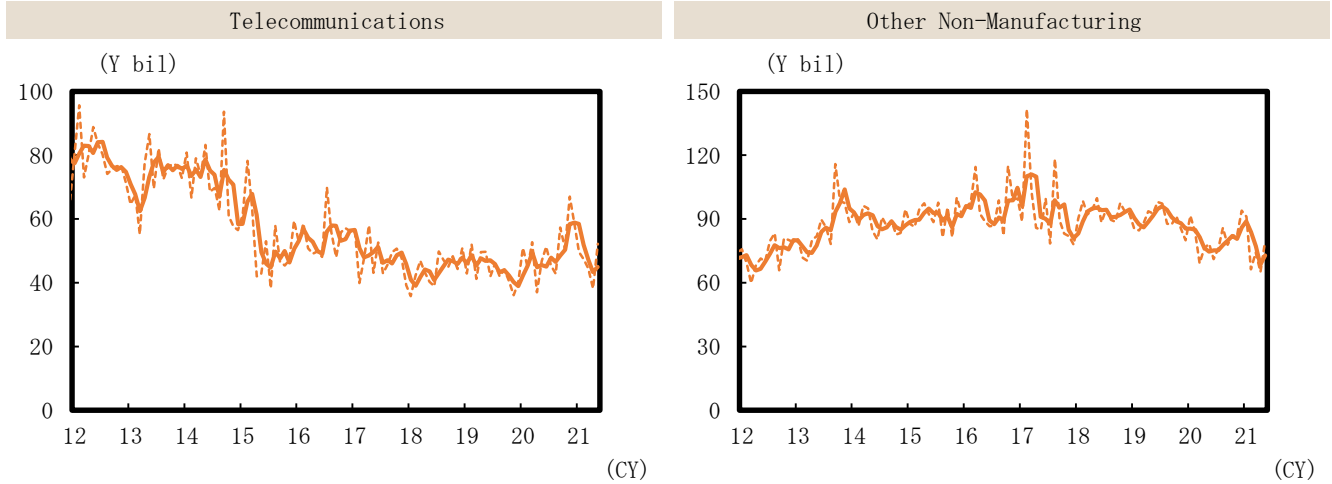 Telecommunications
(Y bil)
100
80
60
40
20
0
12 13 14 15 16 17 18 19 20 21
(CY)
Other Non-Manufacturing
(Y bil)
150
120
90
60
30
0
12 13 14 15 16 17 18 19 20 21
(CY)